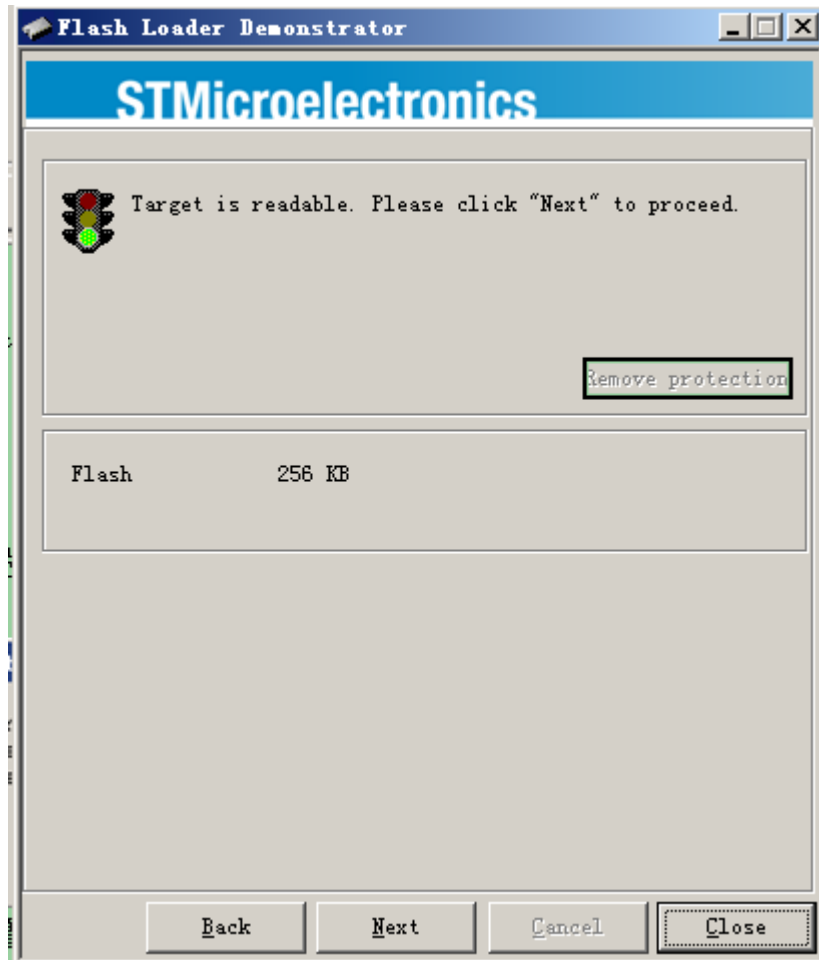 Flash Loader Demonstrator
STMicroelectronics
Target is readable. Please click "Next" to proceed.
Remove protection
Flash 256 KB
Back Next Cancel Close